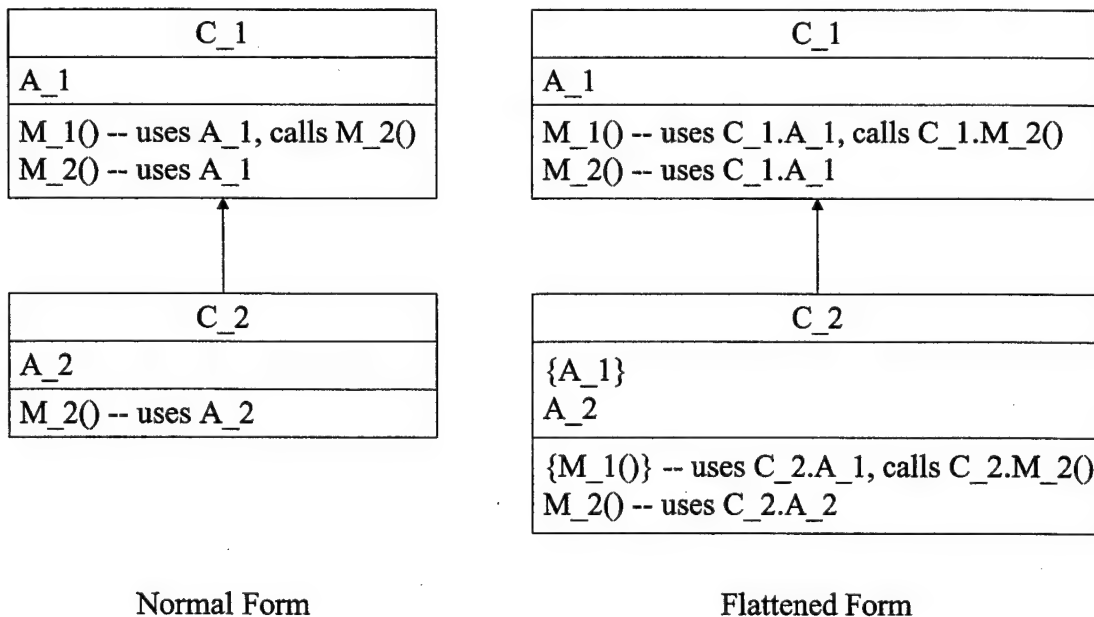 C_1
A_1
M_1() -- uses A_1, calls M_2()
M_2() -- uses A_1
C_2
A_2
M_2() -- uses A_2
Normal Form
C_1
A_1
M_1() -- uses C_1.A_1, calls C_1.M_2()
M_2() -- uses C_1.A_1
C_2
{A_1}
A_2
{M_1()} -- uses C_2.A_1, calls C_2.M_2()
M_2() -- uses C_2.A_2
Flattened Form